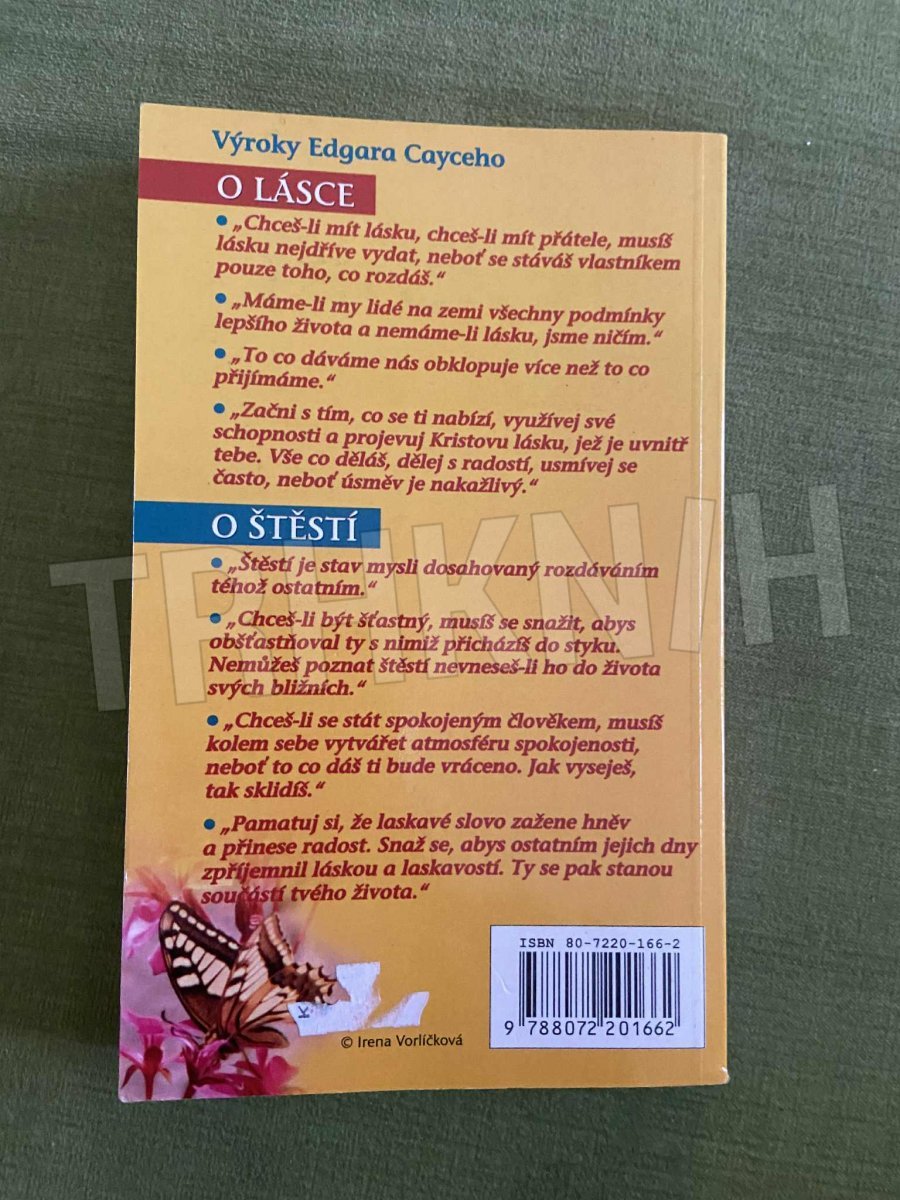 Výroky Edgara Cayceho
O LÁSCE
• „Chceš-li mít lásku, chceš-li mít přátele, musíš
lásku nejdříve vydat, neboť se stáváš vlastníkem
pouze toho, co rozdáš.“
• „Máme-li my lidé na zemi všechny podmínky
lepšího života a nemáme-li lásku, jsme ničím.“
• „To co dáváme nás obklopuje více než to co
přijímáme.“
• „Začni s tím, co se ti nabízí, využívej své
schopnosti a projevuj Kristovu lásku, jež je uvnitř
tebe. Vše co děláš, dělej s radostí, usmívej se
často, neboť úsměv je nakažlivý.“
O ŠTĚSTÍ
• „Štěstí je stav mysli dosahovaný rozdáváním
téhož ostatním.“
• „Chceš-li být šťastný, musíš se snažit, abys
obšťastňoval ty s nimiž přicházíš do styku.
Nemůžeš poznat štěstí nevneseš-li ho do života
svých bližních.“
• „Chceš-li se stát spokojeným člověkem, musíš
kolem sebe vytvářet atmosféru spokojenosti,
neboť to co dáš ti bude vráceno. Jak vyseješ,
tak sklidíš.“
• „Pamatuj si, že laskavé slovo zažene hněv
a přinese radost. Snaž se, abys ostatním jejich dny
zpříjemnil láskou a laskavostí. Ty se pak stanou
součástí tvého života.“
ISBN 80-7220-166-2
9 788072 201662
K
© Irena Vorlíčková
TRHKNIH